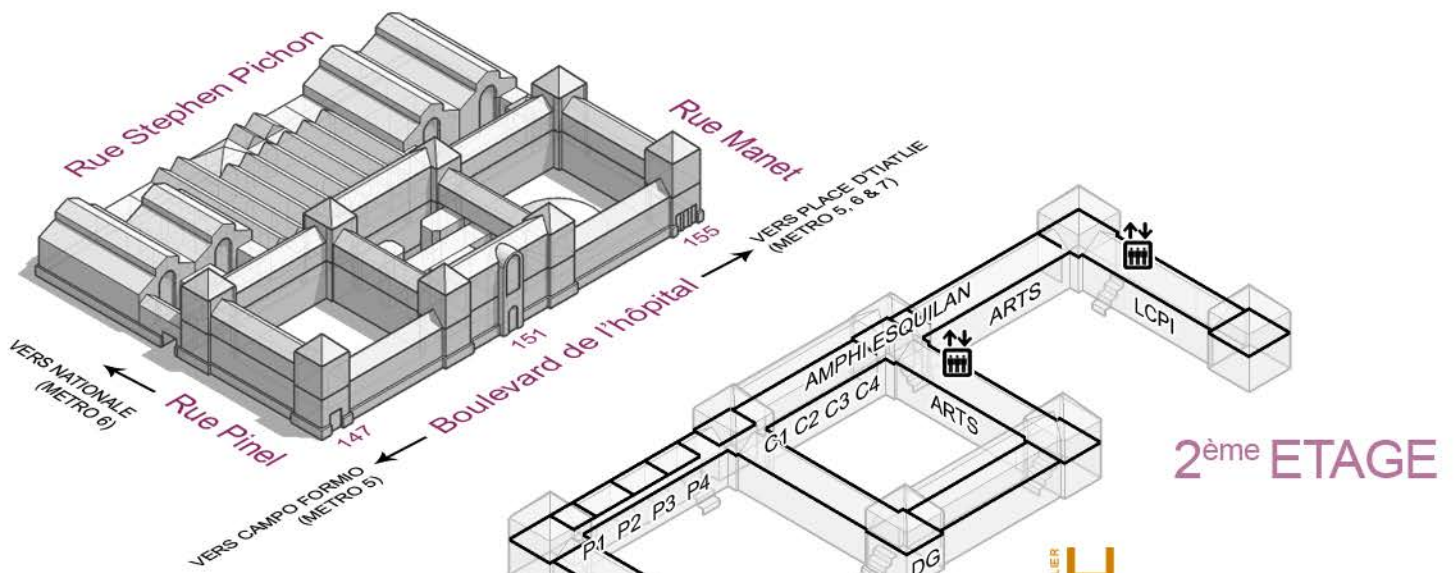 Rue Stephen Pichon
Rue Manet
VERS PLACE D'TIATLIE
(METRO 5, 6 & 7)
155
151
Boulevard de l'hôpital
147
VERS NATIONALE
(METRO 6)
Rue Pinel
VERS CAMPO FORMIO
(METRO 5)
AMPHI ESQUILAN
ARTS
LCPI
C1 C2 C3 C4
ARTS
P1 P2 P3 P4
DG
2ème ETAGE